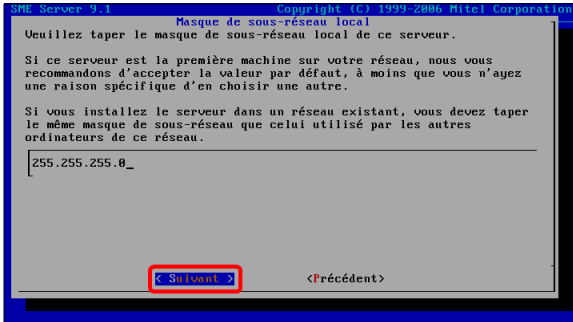 SME Server 9.1 Copyright (C) 1999-2006 Mitel Corporation
Masque de sous-réseau local
Veuillez taper le masque de sous-réseau local de ce serveur.
Si ce serveur est la première machine sur votre réseau, nous vous
recommandons d'accepter la valeur par défaut, à moins que vous n'ayez
une raison spécifique d'en choisir une autre.
Si vous installez le serveur dans un réseau existant, vous devez taper
le même masque de sous-réseau que celui utilisé par les autres
ordinateurs de ce réseau.
255.255.255.0_
< Suivant > <Précédent>